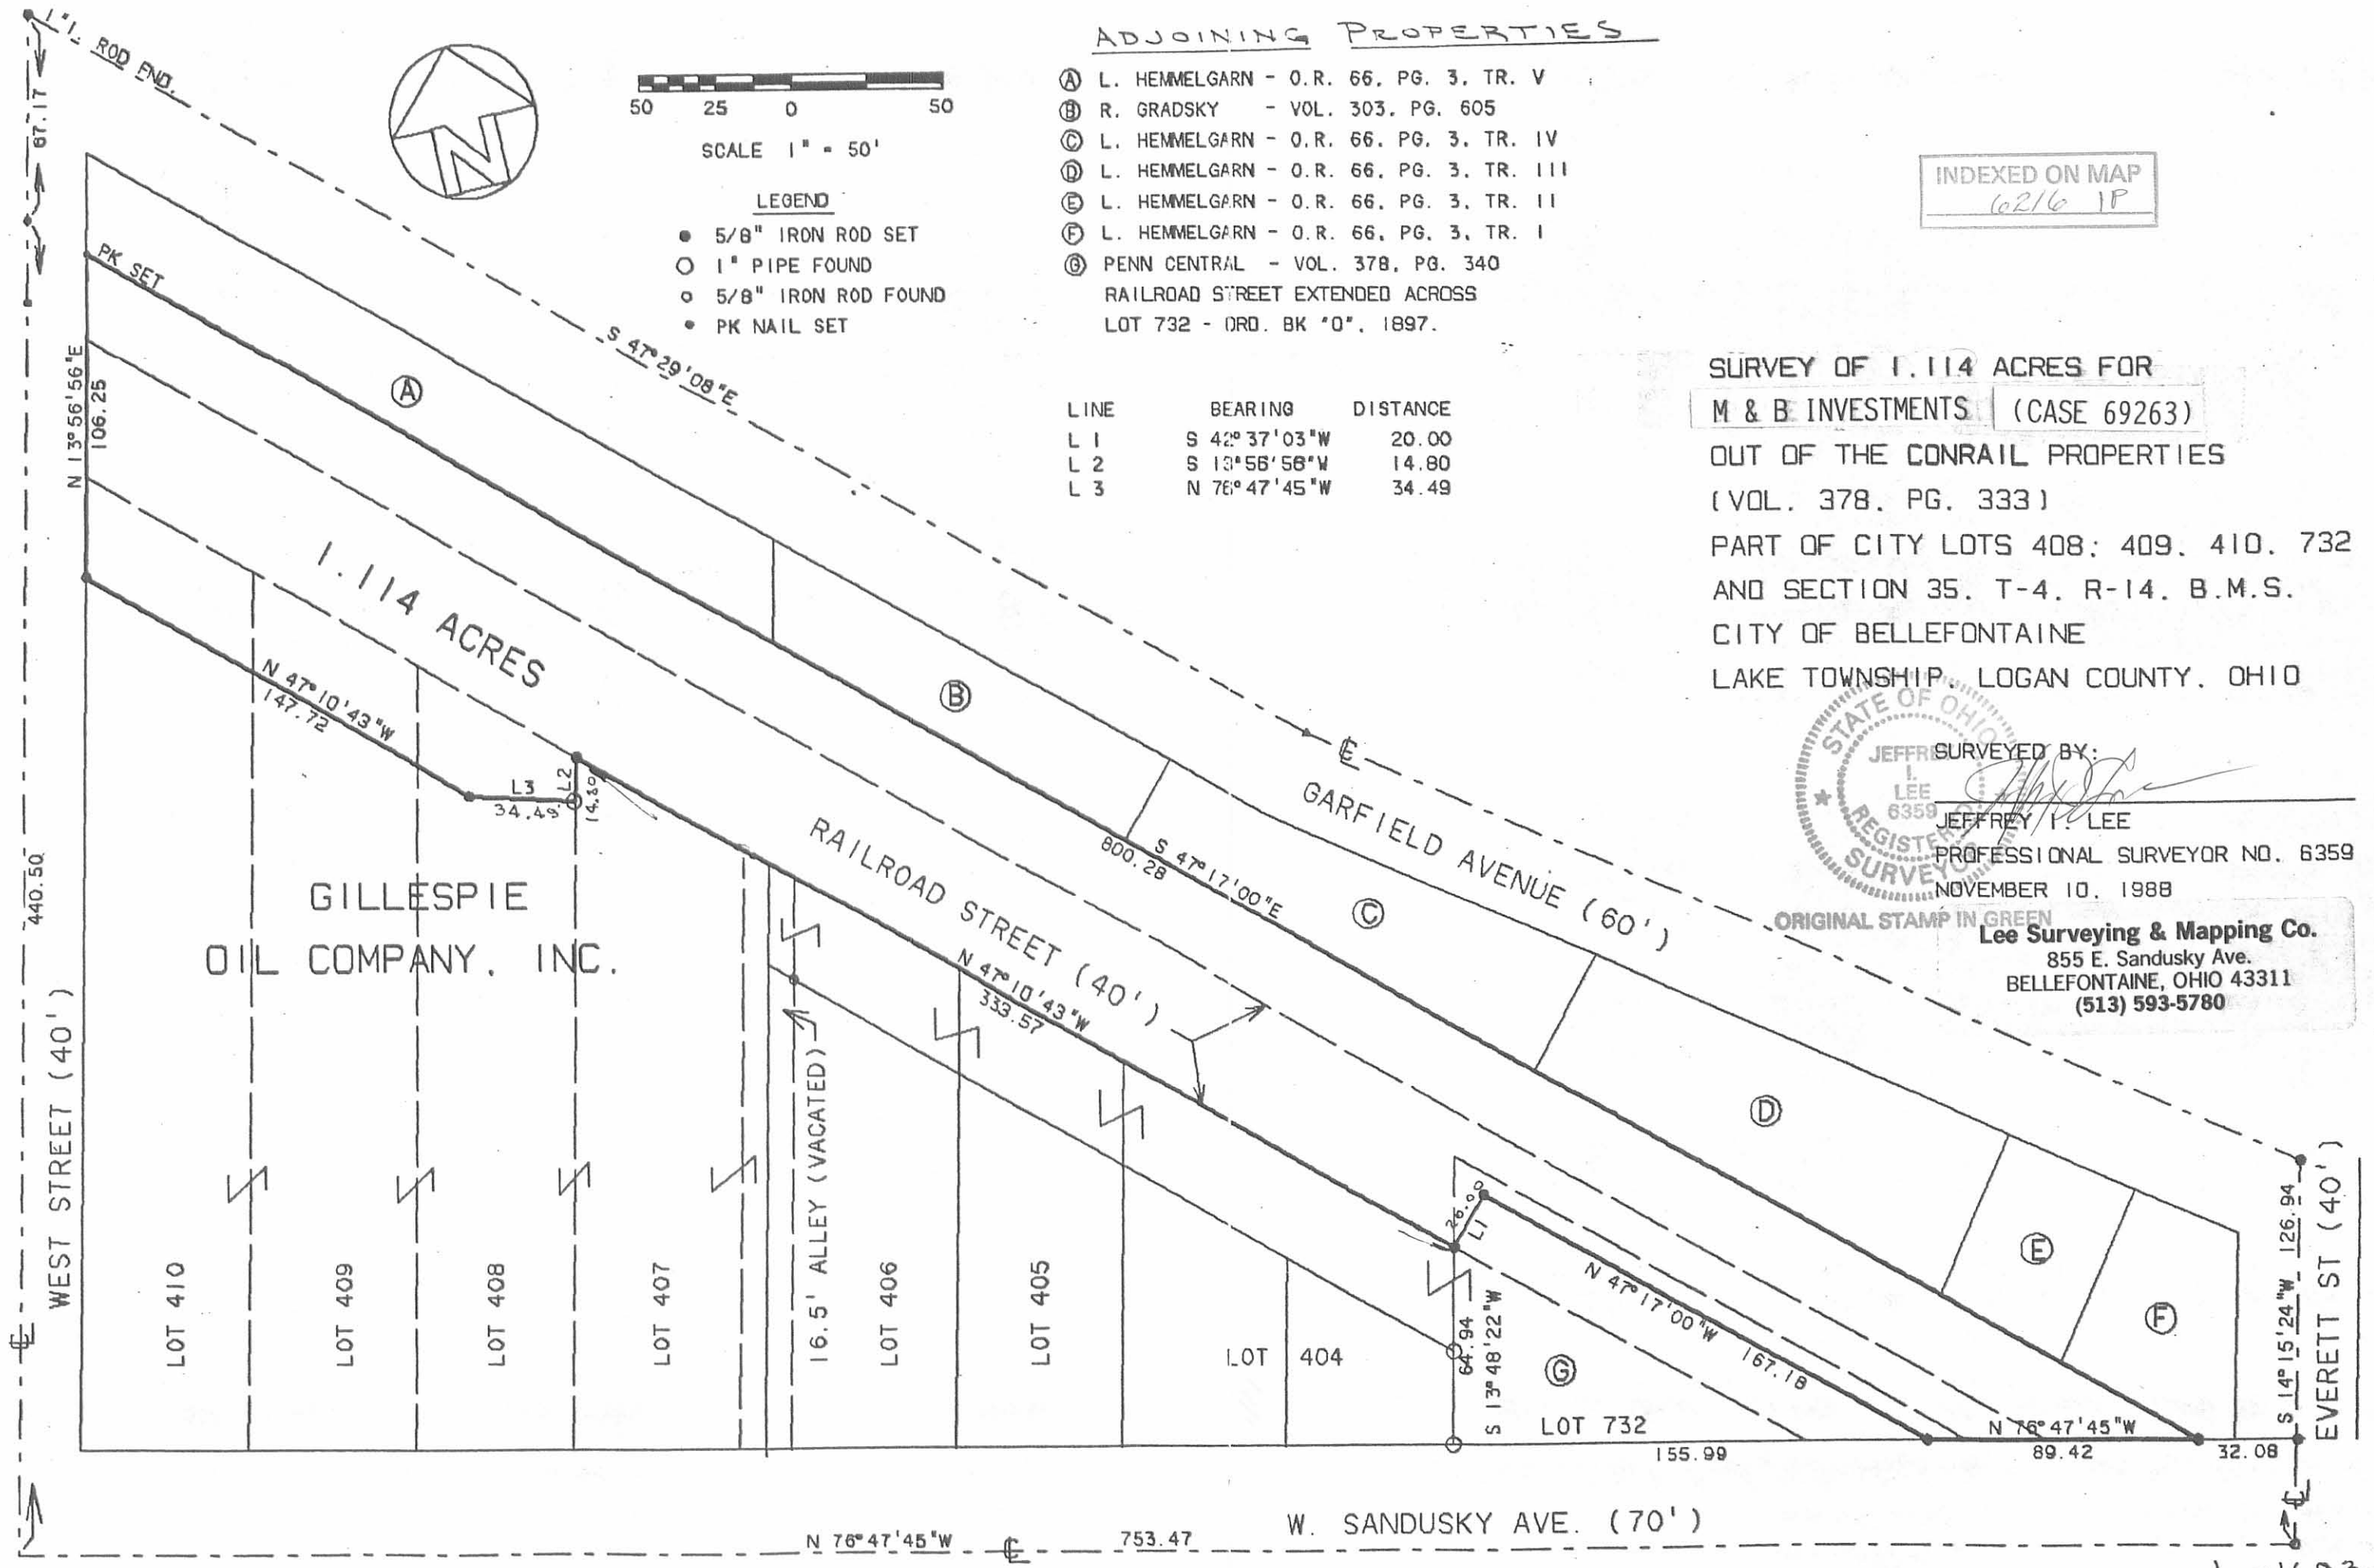 1" I. ROD FND.
67.17
PK SET
N 13°56'56"E
106.25
440.50
WEST STREET (40')
N
50 25 0 50
SCALE 1" = 50'
LEGEND
5/8" IRON ROD SET
1" PIPE FOUND
5/8" IRON ROD FOUND
PK NAIL SET
ADJOINING PROPERTIES
Ⓐ L. HEMMELGARN - O.R. 66, PG. 3, TR. V
Ⓑ R. GRADSKY - VOL. 303, PG. 605
Ⓒ L. HEMMELGARN - O.R. 66, PG. 3, TR. IV
Ⓓ L. HEMMELGARN - O.R. 66, PG. 3, TR. III
Ⓔ L. HEMMELGARN - O.R. 66, PG. 3, TR. II
Ⓕ L. HEMMELGARN - O.R. 66, PG. 3, TR. I
Ⓖ PENN CENTRAL - VOL. 378, PG. 340
RAILROAD STREET EXTENDED ACROSS
LOT 732 - ORD. BK "O", 1897.
LINE BEARING DISTANCE
L 1 S 42°37'03"W 20.00
L 2 S 13°56'56"W 14.80
L 3 N 76°47'45"W 34.49
INDEXED ON MAP
6216 1P
SURVEY OF 1.114 ACRES FOR
M & B INVESTMENTS (CASE 69263)
OUT OF THE CONRAIL PROPERTIES
(VOL. 378, PG. 333)
PART OF CITY LOTS 408; 409, 410, 732
AND SECTION 35, T-4, R-14, B.M.S.
CITY OF BELLEFONTAINE
LAKE TOWNSHIP, LOGAN COUNTY, OHIO
STATE OF OHIO
JEFFREY
I.
LEE
6359
REGISTERED
SURVEYOR
SURVEYED BY:
JEFFREY I. LEE
PROFESSIONAL SURVEYOR NO. 6359
NOVEMBER 10, 1988
ORIGINAL STAMP IN GREEN
Lee Surveying & Mapping Co.
855 E. Sandusky Ave.
BELLEFONTAINE, OHIO 43311
(513) 593-5780
S 47°29'08"E
Ⓐ
1.114 ACRES
N 47°10'43"W
147.72
L3
34.49
L2
14.80
Ⓑ
GARFIELD AVENUE (60')
S 47°17'00"E
800.28
Ⓒ
RAILROAD STREET (40')
N 47°10'43"W
333.57
GILLESPIE
OIL COMPANY, INC.
Ⓓ
Ⓔ
Ⓕ
Ⓖ
26.00
L1
N 47°17'00"W
167.18
64.94
S 13°48'22"W
LOT 410
LOT 409
LOT 408
LOT 407
16.5' ALLEY (VACATED)
LOT 406
LOT 405
LOT 404
LOT 732
155.99
N 76°47'45"W
89.42
32.08
S 14°15'24"W 126.94
EVERETT ST (40')
W. SANDUSKY AVE. (70')
N 76°47'45"W
753.47